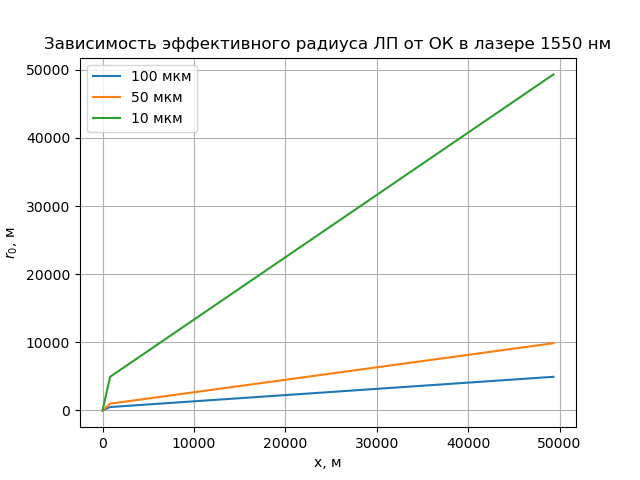 Зависимость эффективного радиуса ЛП от ОК в лазере 1550 нм
100 мкм
50 мкм
10 мкм
50000
40000
30000
20000
10000
0
r₀, м
0 10000 20000 30000 40000 50000
х, м